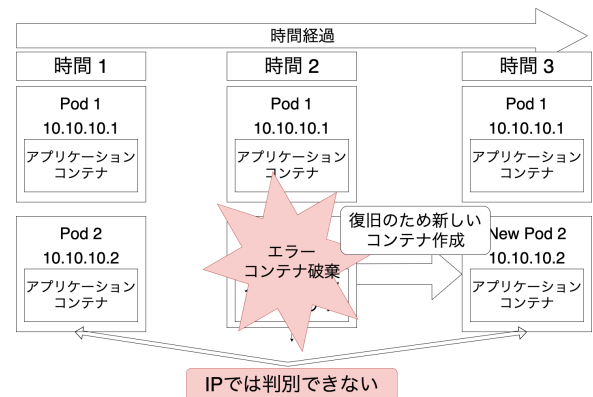 時間経過
時間 1
時間 2
時間 3
Pod 1
10.10.10.1
アプリケーション
コンテナ
Pod 1
10.10.10.1
アプリケーション
コンテナ
Pod 1
10.10.10.1
アプリケーション
コンテナ
Pod 2
10.10.10.2
アプリケーション
コンテナ
エラー
コンテナ破棄
復旧のため新しい
コンテナ作成
New Pod 2
10.10.10.2
アプリケーション
コンテナ
IPでは判別できない